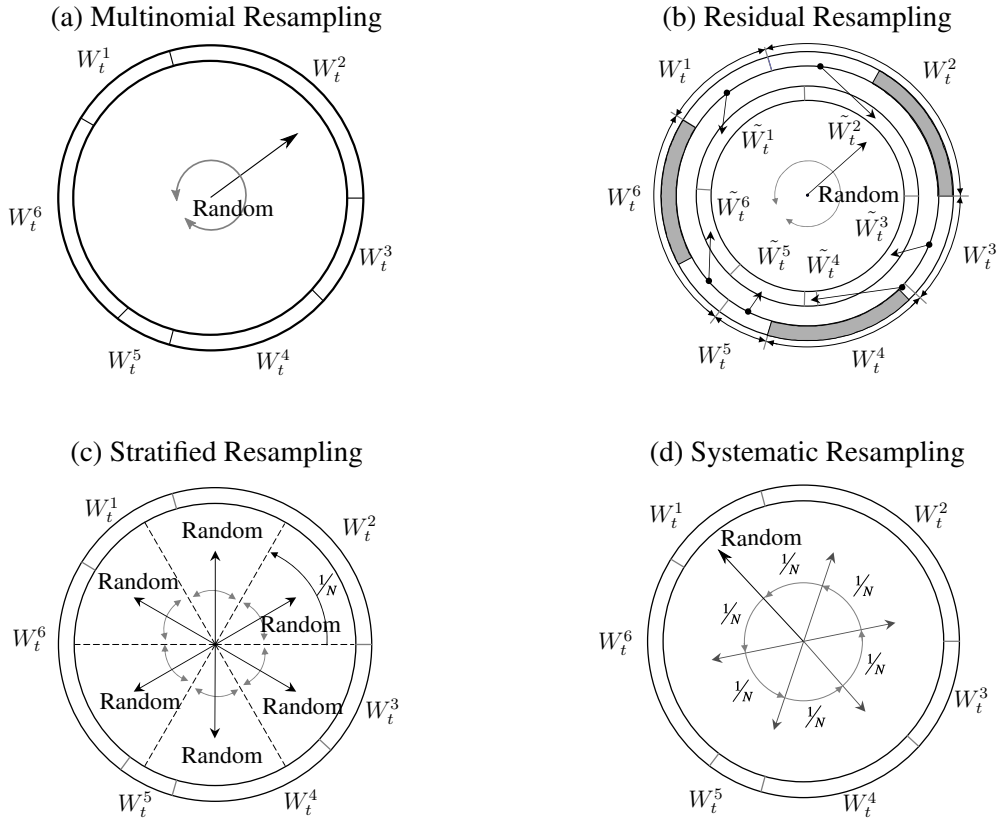 (a) Multinomial Resampling
W_t^1
W_t^2
W_t^6
Random
W_t^3
W_t^5
W_t^4
(b) Residual Resampling
W_t^1
W_t^2
W̃_t^1
W̃_t^2
W_t^6
W̃_t^6
Random
W̃_t^3
W_t^3
W̃_t^5
W̃_t^4
W_t^5
W_t^4
(c) Stratified Resampling
W_t^1
W_t^2
Random
Random
1/N
Random
W_t^6
Random
Random
W_t^3
Random
W_t^5
W_t^4
(d) Systematic Resampling
W_t^1
W_t^2
Random
1/N
1/N
1/N
W_t^6
1/N
1/N
1/N
W_t^3
W_t^5
W_t^4